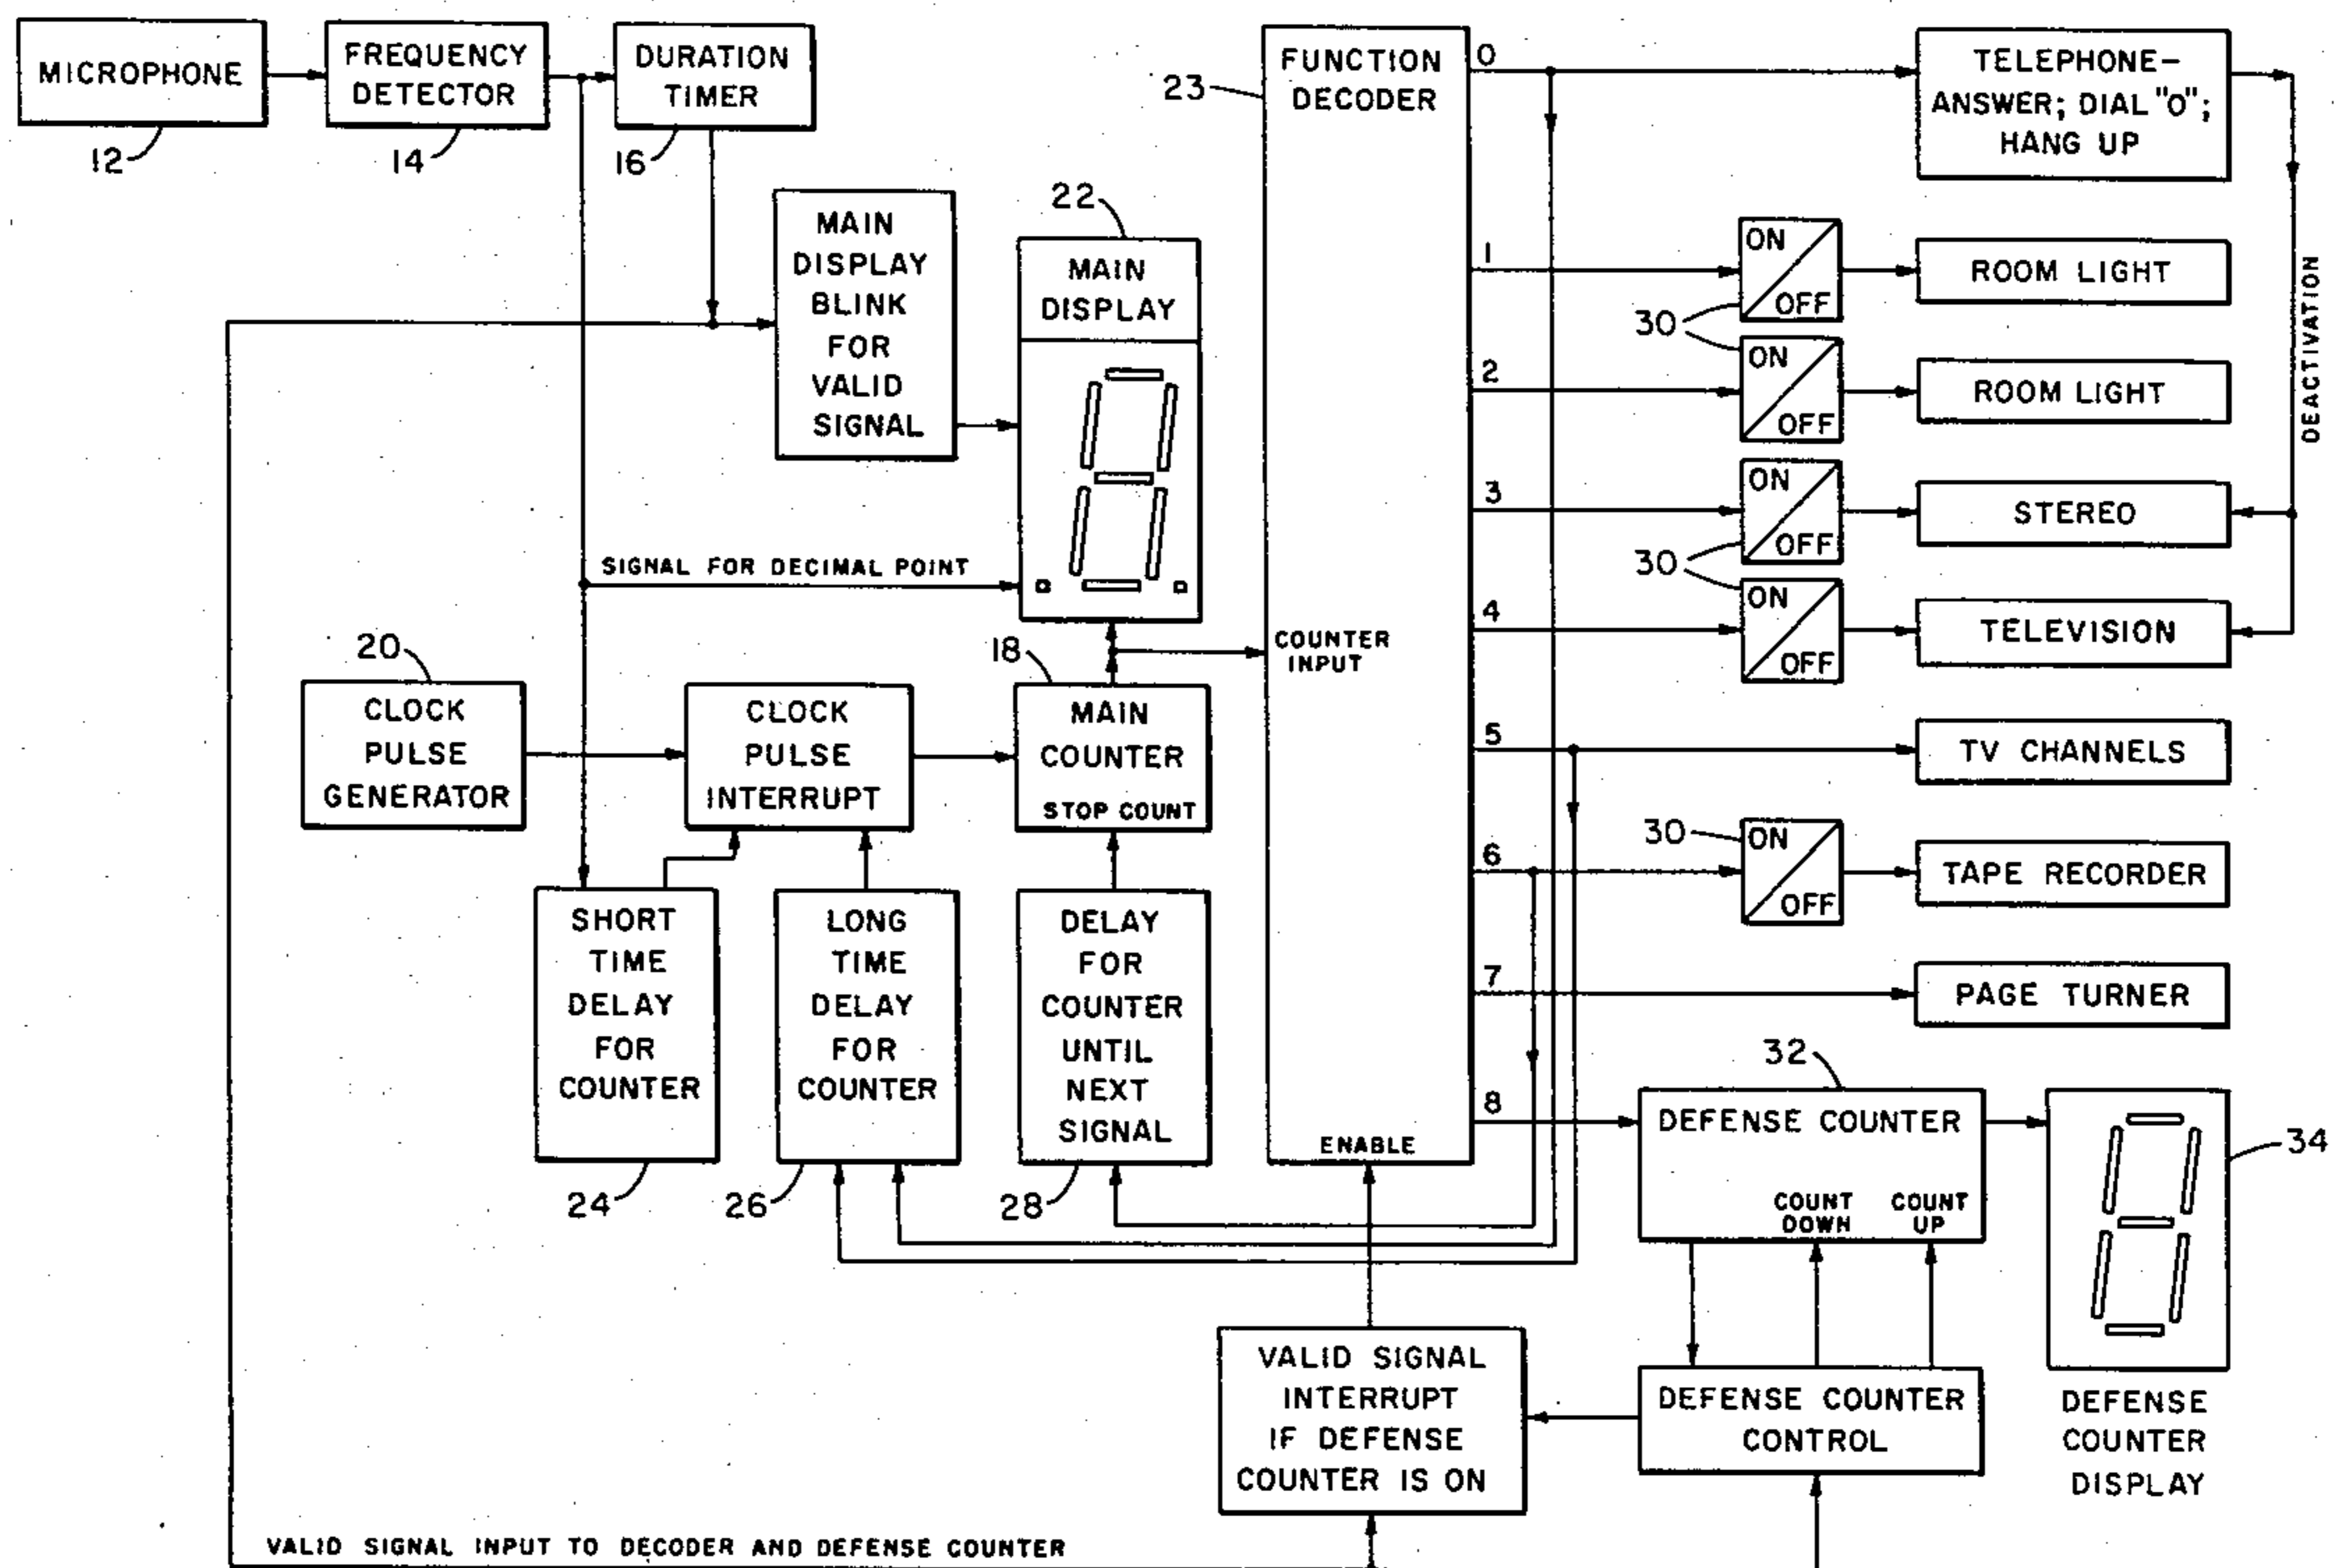 MICROPHONE
12
FREQUENCY
DETECTOR
14
DURATION
TIMER
16
MAIN
DISPLAY
BLINK
FOR
VALID
SIGNAL
22
MAIN
DISPLAY
SIGNAL FOR DECIMAL POINT
20
CLOCK
PULSE
GENERATOR
CLOCK
PULSE
INTERRUPT
18
MAIN
COUNTER
STOP COUNT
SHORT
TIME
DELAY
FOR
COUNTER
24
LONG
TIME
DELAY
FOR
COUNTER
26
DELAY
FOR
COUNTER
UNTIL
NEXT
SIGNAL
28
23
FUNCTION
DECODER
COUNTER
INPUT
ENABLE
0
TELEPHONE-
ANSWER; DIAL "O";
HANG UP
DEACTIVATION
1
ON
OFF
ROOM LIGHT
30
2
ON
OFF
ROOM LIGHT
3
ON
OFF
STEREO
30
4
ON
OFF
TELEVISION
5
TV CHANNELS
6
30
ON
OFF
TAPE RECORDER
7
PAGE TURNER
8
32
DEFENSE COUNTER
COUNT
DOWN
COUNT
UP
34
DEFENSE
COUNTER
DISPLAY
DEFENSE COUNTER
CONTROL
VALID SIGNAL
INTERRUPT
IF DEFENSE
COUNTER IS ON
VALID SIGNAL INPUT TO DECODER AND DEFENSE COUNTER